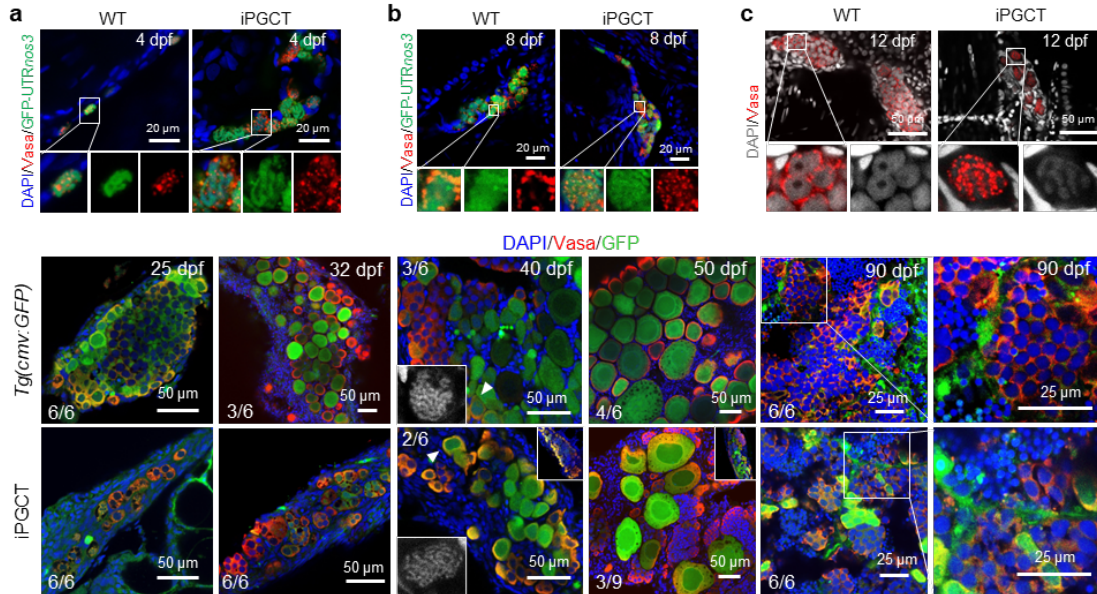 a
WT
iPGCT
4 dpf
4 dpf
DAPI/Vasa/GFP-UTRnos3
20 µm
20 µm
b
WT
iPGCT
8 dpf
8 dpf
DAPI/Vasa/GFP-UTRnos3
20 µm
20 µm
c
WT
iPGCT
12 dpf
12 dpf
DAPI/Vasa
50 µm
50 µm
DAPI/Vasa/GFP
Tg(cmv:GFP)
25 dpf
6/6
50 µm
32 dpf
3/6
50 µm
3/6
40 dpf
50 µm
50 dpf
4/6
50 µm
90 dpf
6/6
50 µm
90 dpf
25 µm
iPGCT
6/6
50 µm
6/6
50 µm
2/6
50 µm
3/9
50 µm
6/6
50 µm
25 µm